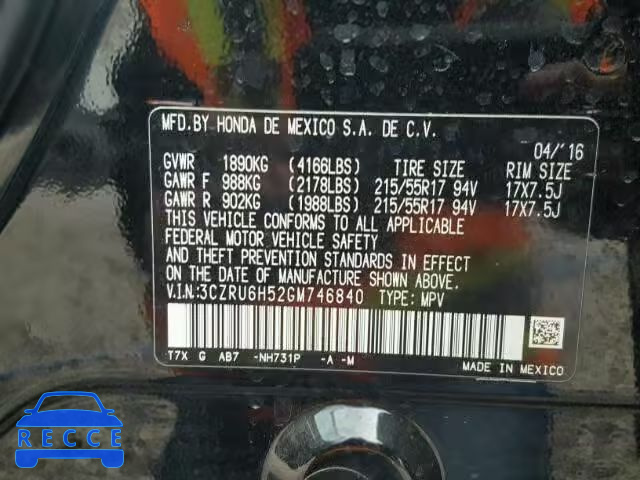 MFD.BY HONDA DE MEXICO S.A. DE C.V.
04/'16
GVWR 1890KG (4166LBS) TIRE SIZE RIM SIZE
GAWR F 988KG (2178LBS) 215/55R17 94V 17X7.5J
GAWR R 902KG (1988LBS) 215/55R17 94V 17X7.5J
THIS VEHICLE CONFORMS TO ALL APPLICABLE
FEDERAL MOTOR VEHICLE SAFETY
AND THEFT PREVENTION STANDARDS IN EFFECT
ON THE DATE OF MANUFACTURE SHOWN ABOVE.
V.I.N:3CZRU6H52GM746840 TYPE: MPV
T7X G AB7 -NH731P -A -M
MADE IN MEXICO
RECCE